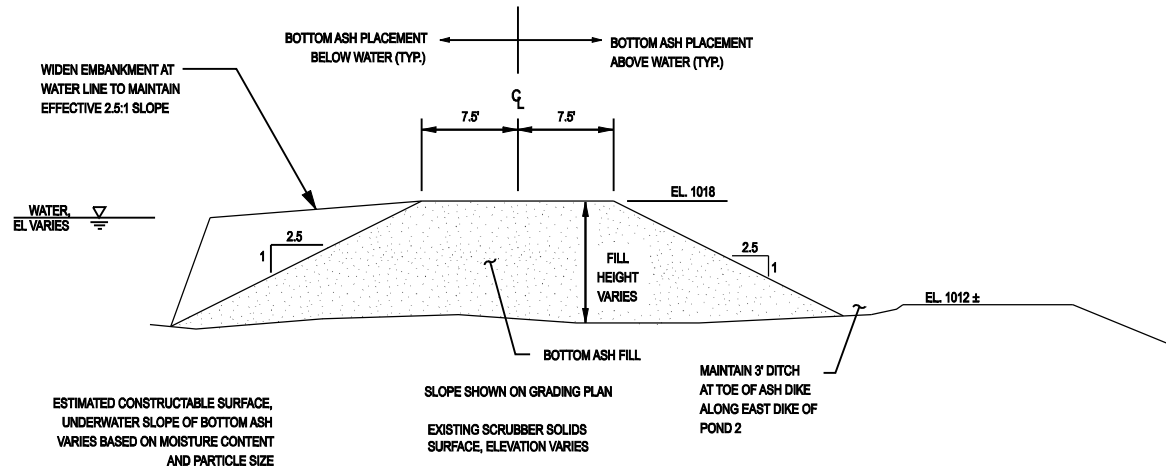 BOTTOM ASH PLACEMENT
BELOW WATER (TYP.)
BOTTOM ASH PLACEMENT
ABOVE WATER (TYP.)
WIDEN EMBANKMENT AT
WATER LINE TO MAINTAIN
EFFECTIVE 2.5:1 SLOPE
CL
7.5'
7.5'
EL. 1018
WATER,
EL VARIES
2.5
1
FILL
HEIGHT
VARIES
2.5
1
EL. 1012 ±
BOTTOM ASH FILL
MAINTAIN 3' DITCH
AT TOE OF ASH DIKE
ALONG EAST DIKE OF
POND 2
SLOPE SHOWN ON GRADING PLAN
ESTIMATED CONSTRUCTABLE SURFACE,
UNDERWATER SLOPE OF BOTTOM ASH
VARIES BASED ON MOISTURE CONTENT
AND PARTICLE SIZE
EXISTING SCRUBBER SOLIDS
SURFACE, ELEVATION VARIES